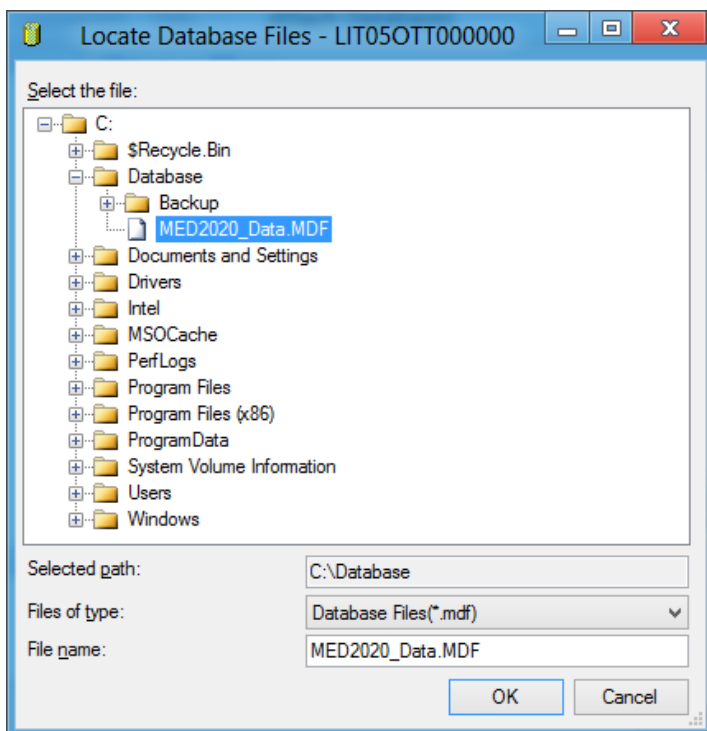 Locate Database Files - LIT05OTT000000
Select the file:
C:
$Recycle.Bin
Database
Backup
MED2020_Data.MDF
Documents and Settings
Drivers
Intel
MSOCache
PerfLogs
Program Files
Program Files (x86)
ProgramData
System Volume Information
Users
Windows
Selected path:
C:\Database
Files of type:
Database Files(*.mdf)
File name:
MED2020_Data.MDF
OK
Cancel